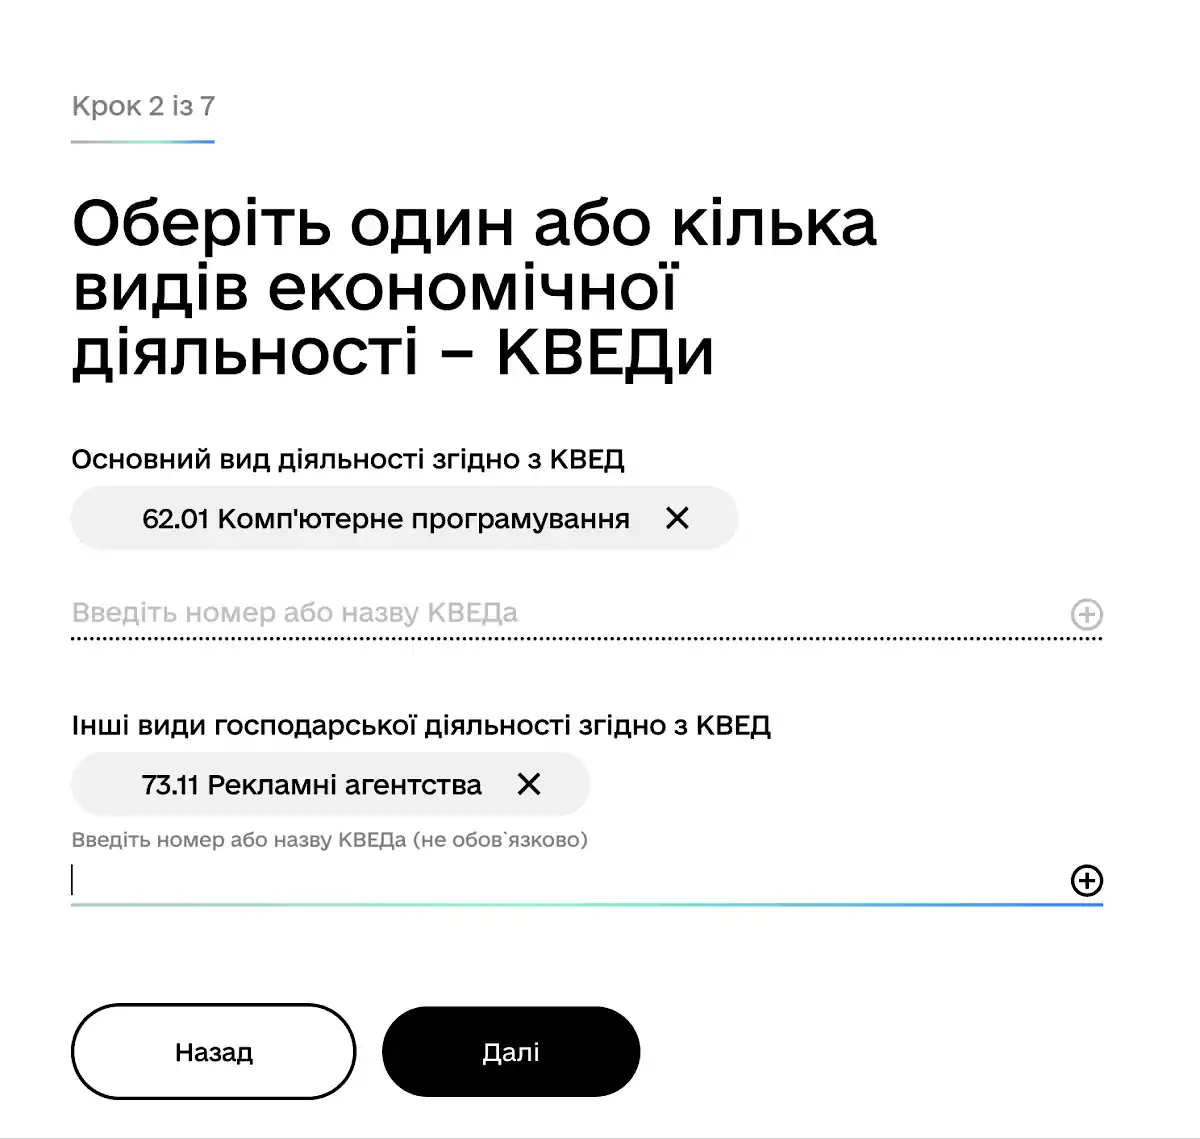 Крок 2 із 7
Оберіть один або кілька
видів економічної
діяльності – КВЕДи
Основний вид діяльності згідно з КВЕД
62.01 Комп'ютерне програмування
Введіть номер або назву КВЕДа
Інші види господарської діяльності згідно з КВЕД
73.11 Рекламні агентства
Введіть номер або назву КВЕДа (не обов`язково)
Назад
Далі